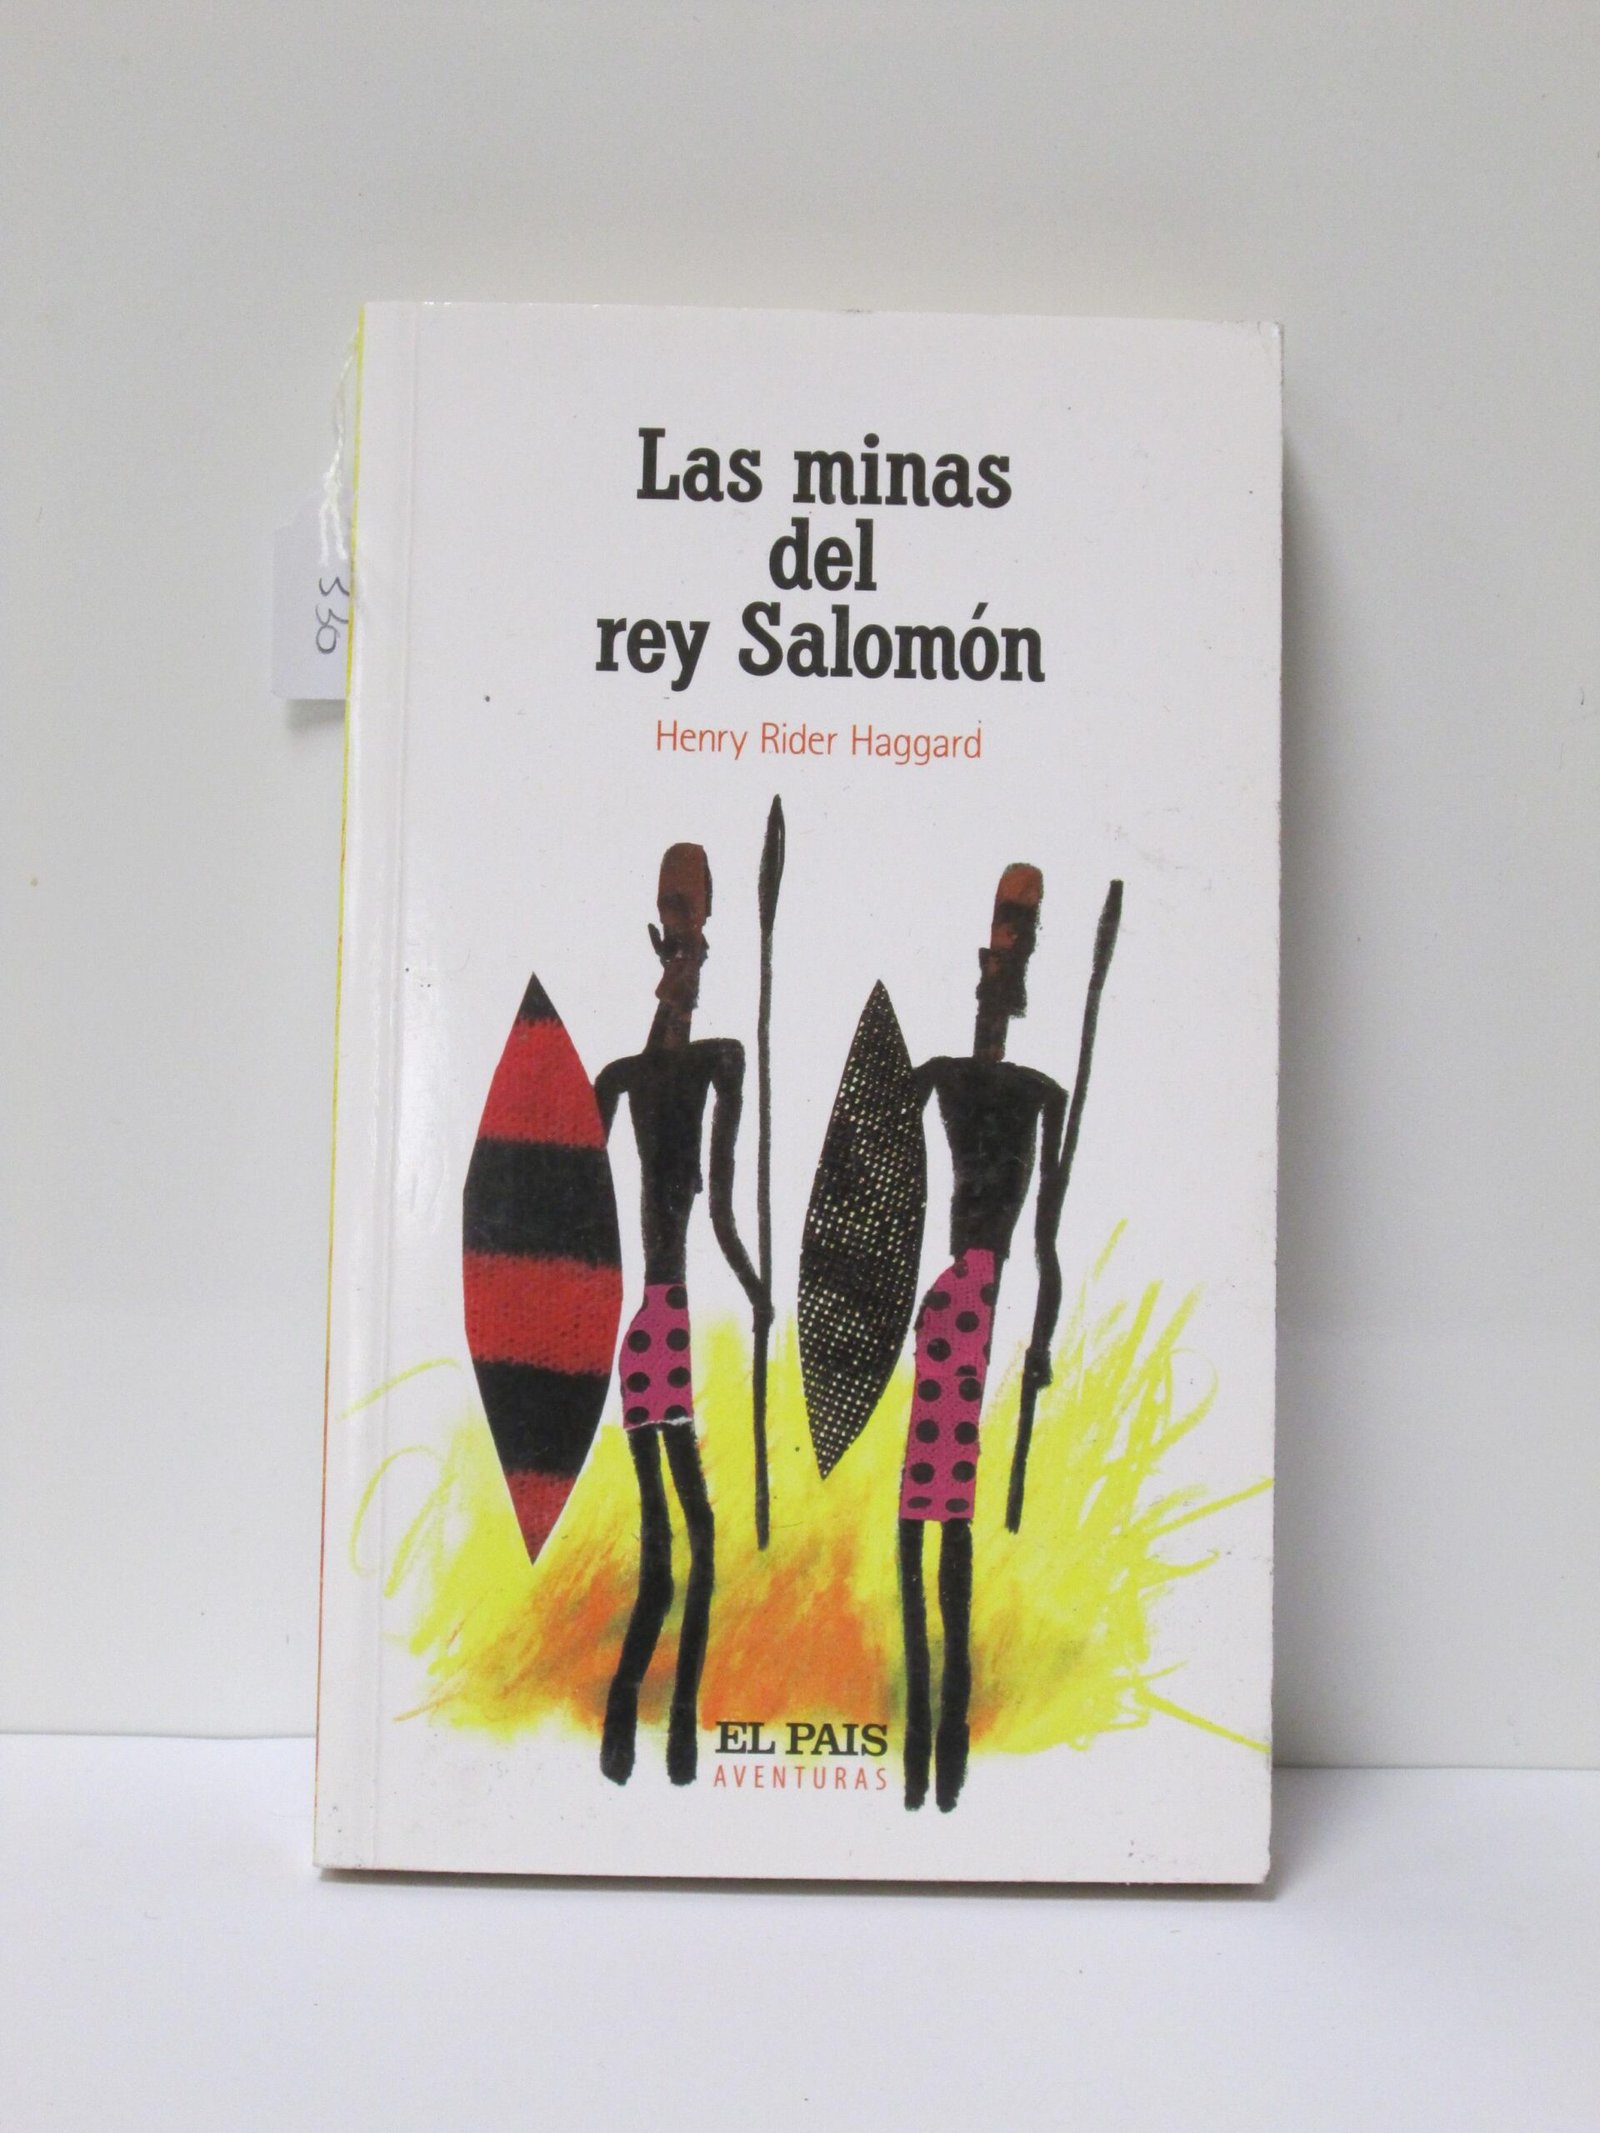 Las minas
del
rey Salomón
Henry Rider Haggard
EL PAIS
AVENTURAS